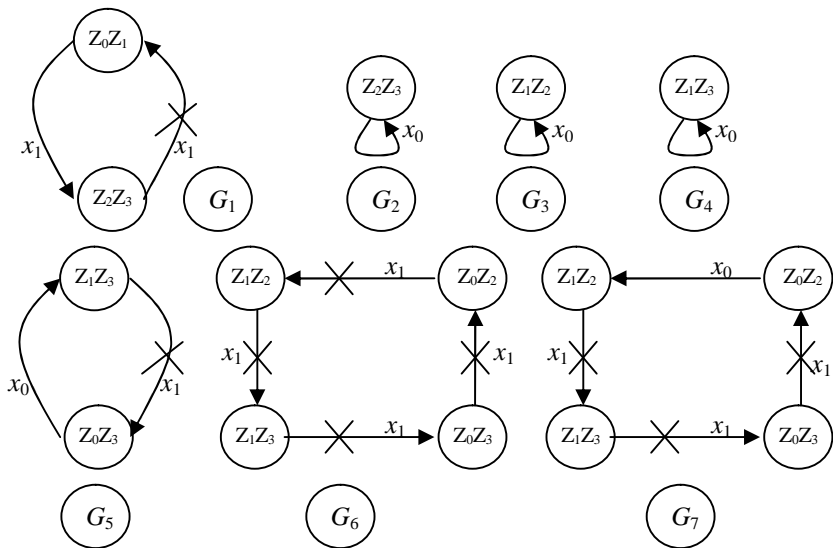 Z₀Z₁
x₁
x₁
Z₂Z₃
G₁
Z₂Z₃
x₀
G₂
Z₁Z₂
x₀
G₃
Z₁Z₃
x₀
G₄
Z₁Z₃
x₀
x₁
Z₀Z₃
G₅
Z₁Z₂
x₁
Z₀Z₂
x₁
x₁
Z₁Z₃
x₁
Z₀Z₃
G₆
Z₁Z₂
x₀
Z₀Z₂
x₁
x₁
Z₁Z₃
x₁
Z₀Z₃
G₇